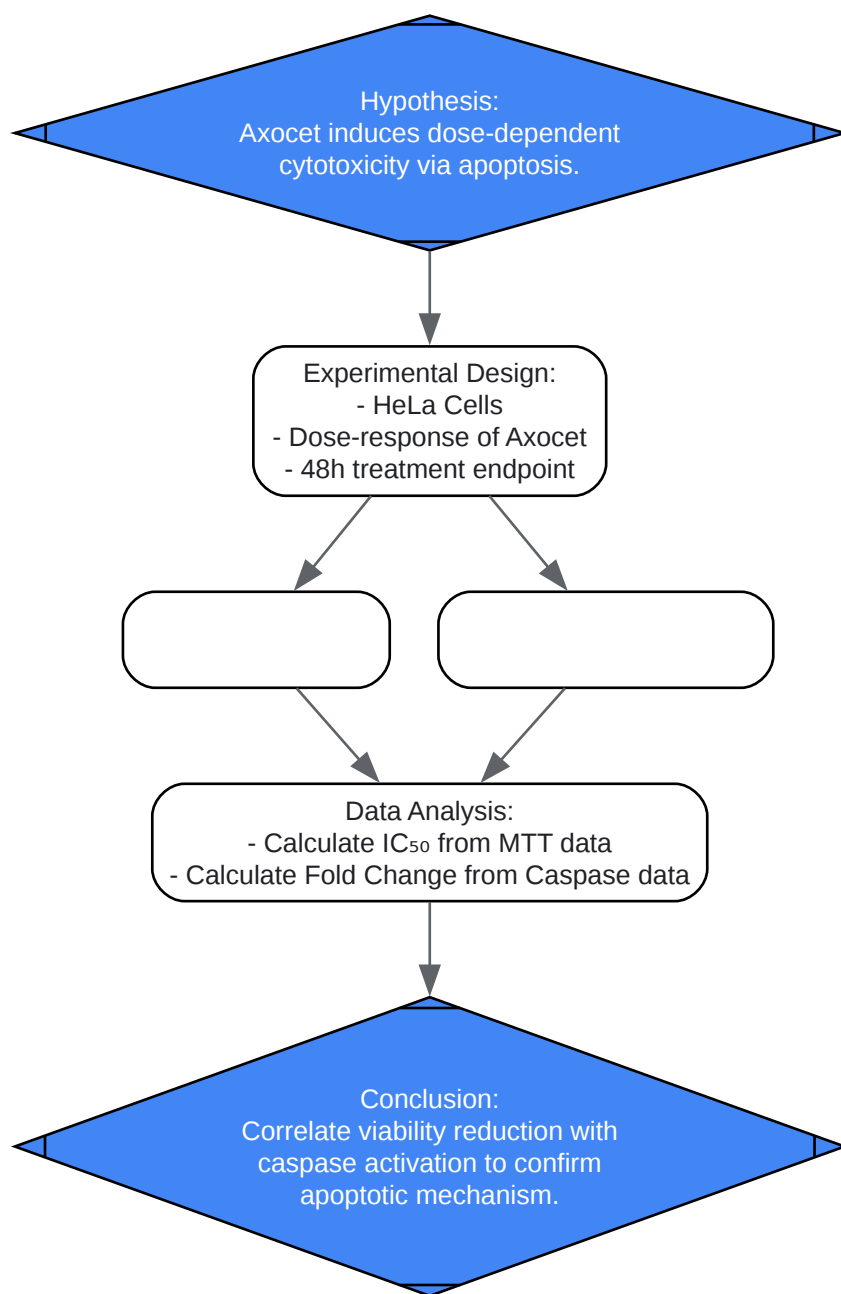 Hypothesis:
Axocet induces dose-dependent
cytotoxicity via apoptosis.
Experimental Design:
- HeLa Cells
- Dose-response of Axocet
- 48h treatment endpoint
Data Analysis:
- Calculate IC₅₀ from MTT data
- Calculate Fold Change from Caspase data
Conclusion:
Correlate viability reduction with
caspase activation to confirm
apoptotic mechanism.